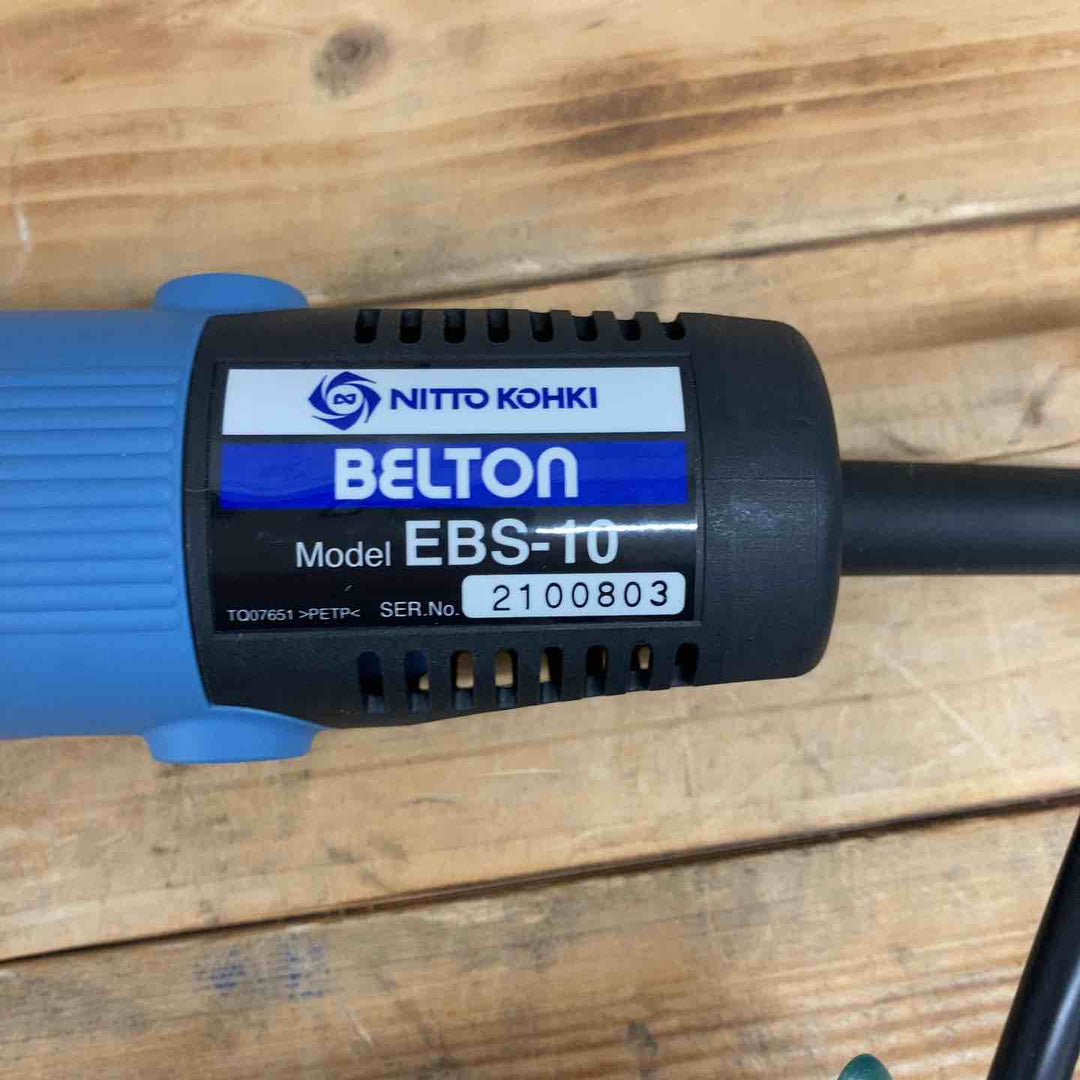 NITTO KOHKI
BELTON
Model EBS-10
TQ07651 >PETP< SER.No. 2100803